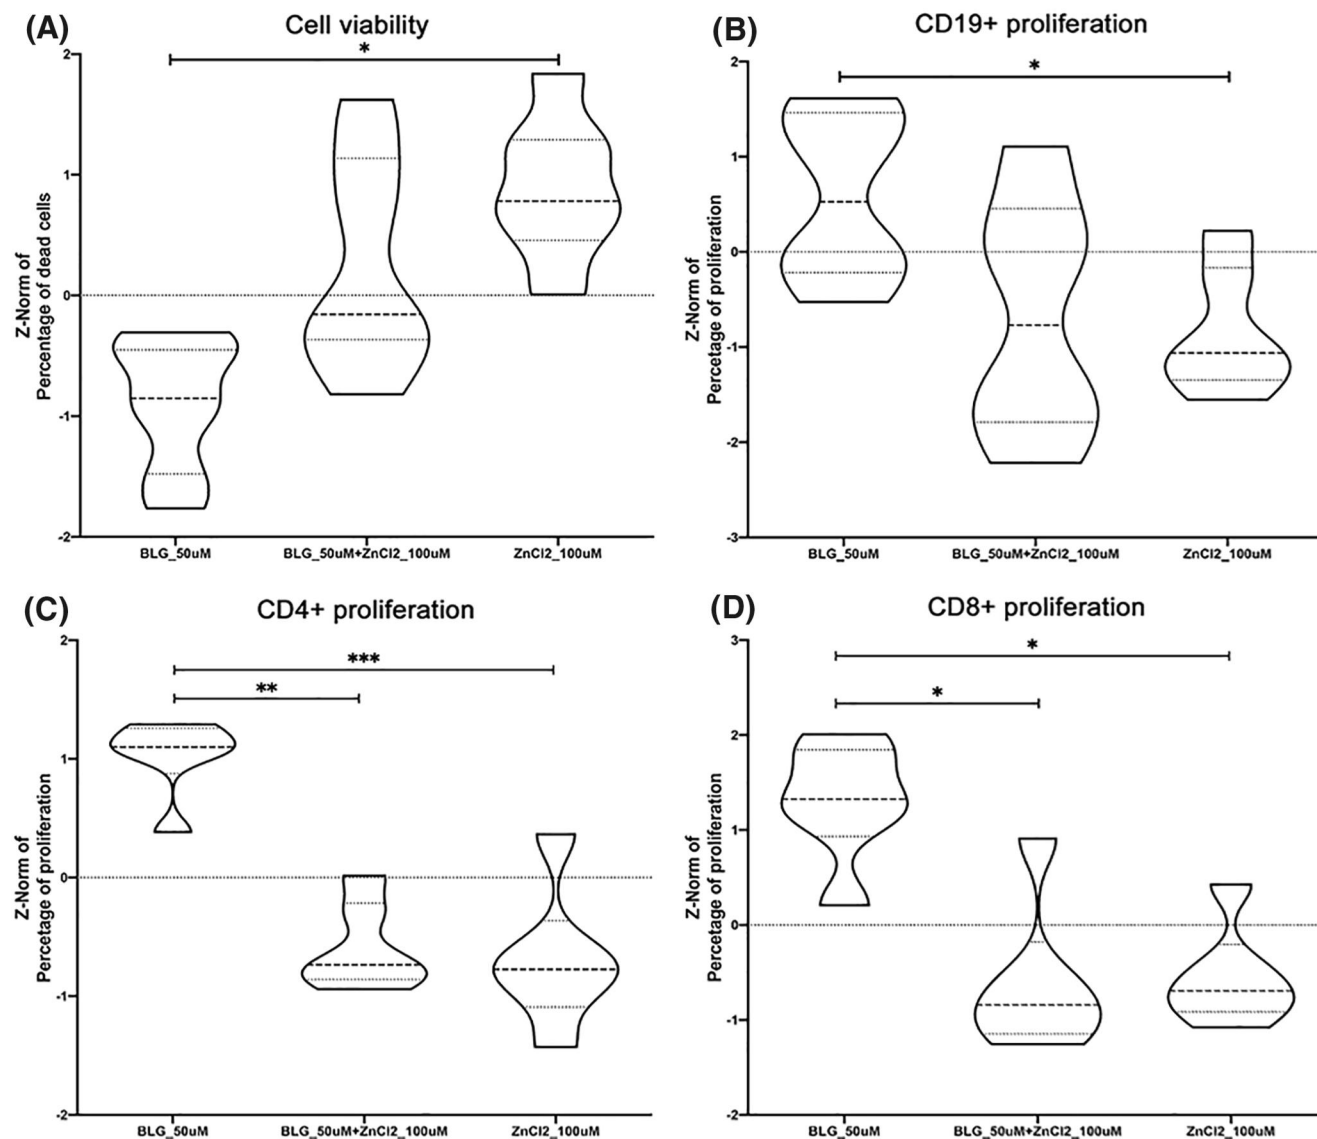 (A)
Cell viability
*
Z-Norm of
Percentage of dead cells
2
1
0
-1
-2
BLG_50uM
BLG_50uM+ZnCl2_100uM
ZnCl2_100uM
(B)
CD19+ proliferation
*
Z-Norm of
Percetage of proliferation
2
1
0
-1
-2
-3
BLG_50uM
BLG_50uM+ZnCl2_100uM
ZnCl2_100uM
(C)
CD4+ proliferation
***
**
Z-Norm of
Percetage of proliferation
2
1
0
-1
-2
BLG_50uM
BLG_50uM+ZnCl2_100uM
ZnCl2_100uM
(D)
CD8+ proliferation
*
*
Z-Norm of
Percetage of proliferation
3
2
1
0
-1
-2
BLG_50uM
BLG_50uM+ZnCl2_100uM
ZnCl2_100uM